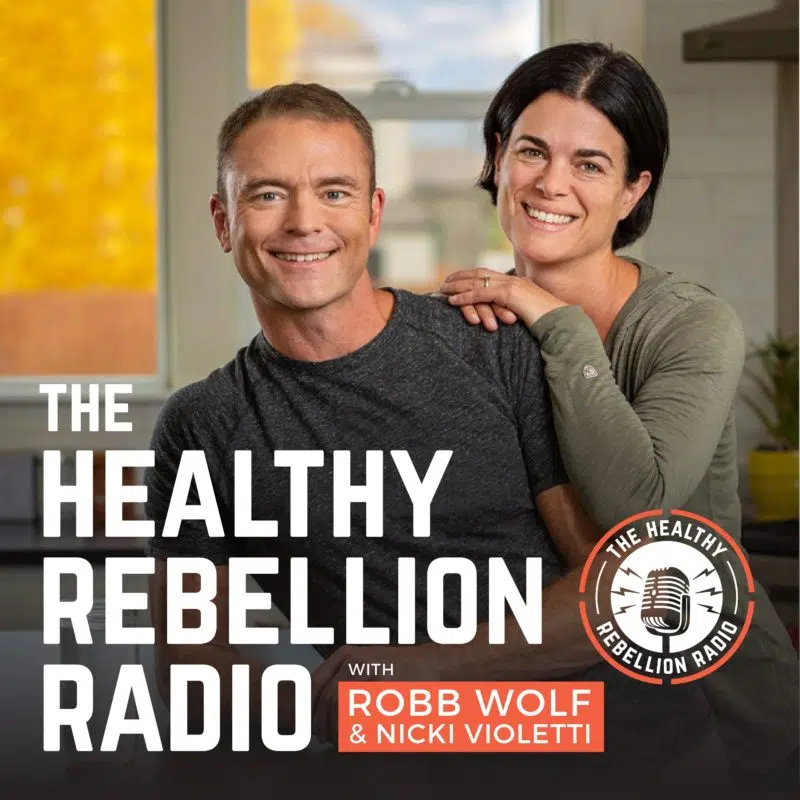 THE
HEALTHY
REBELLION
RADIO
WITH
ROBB WOLF
& NICKI VIOLETTI
THE HEALTHY
REBELLION RADIO